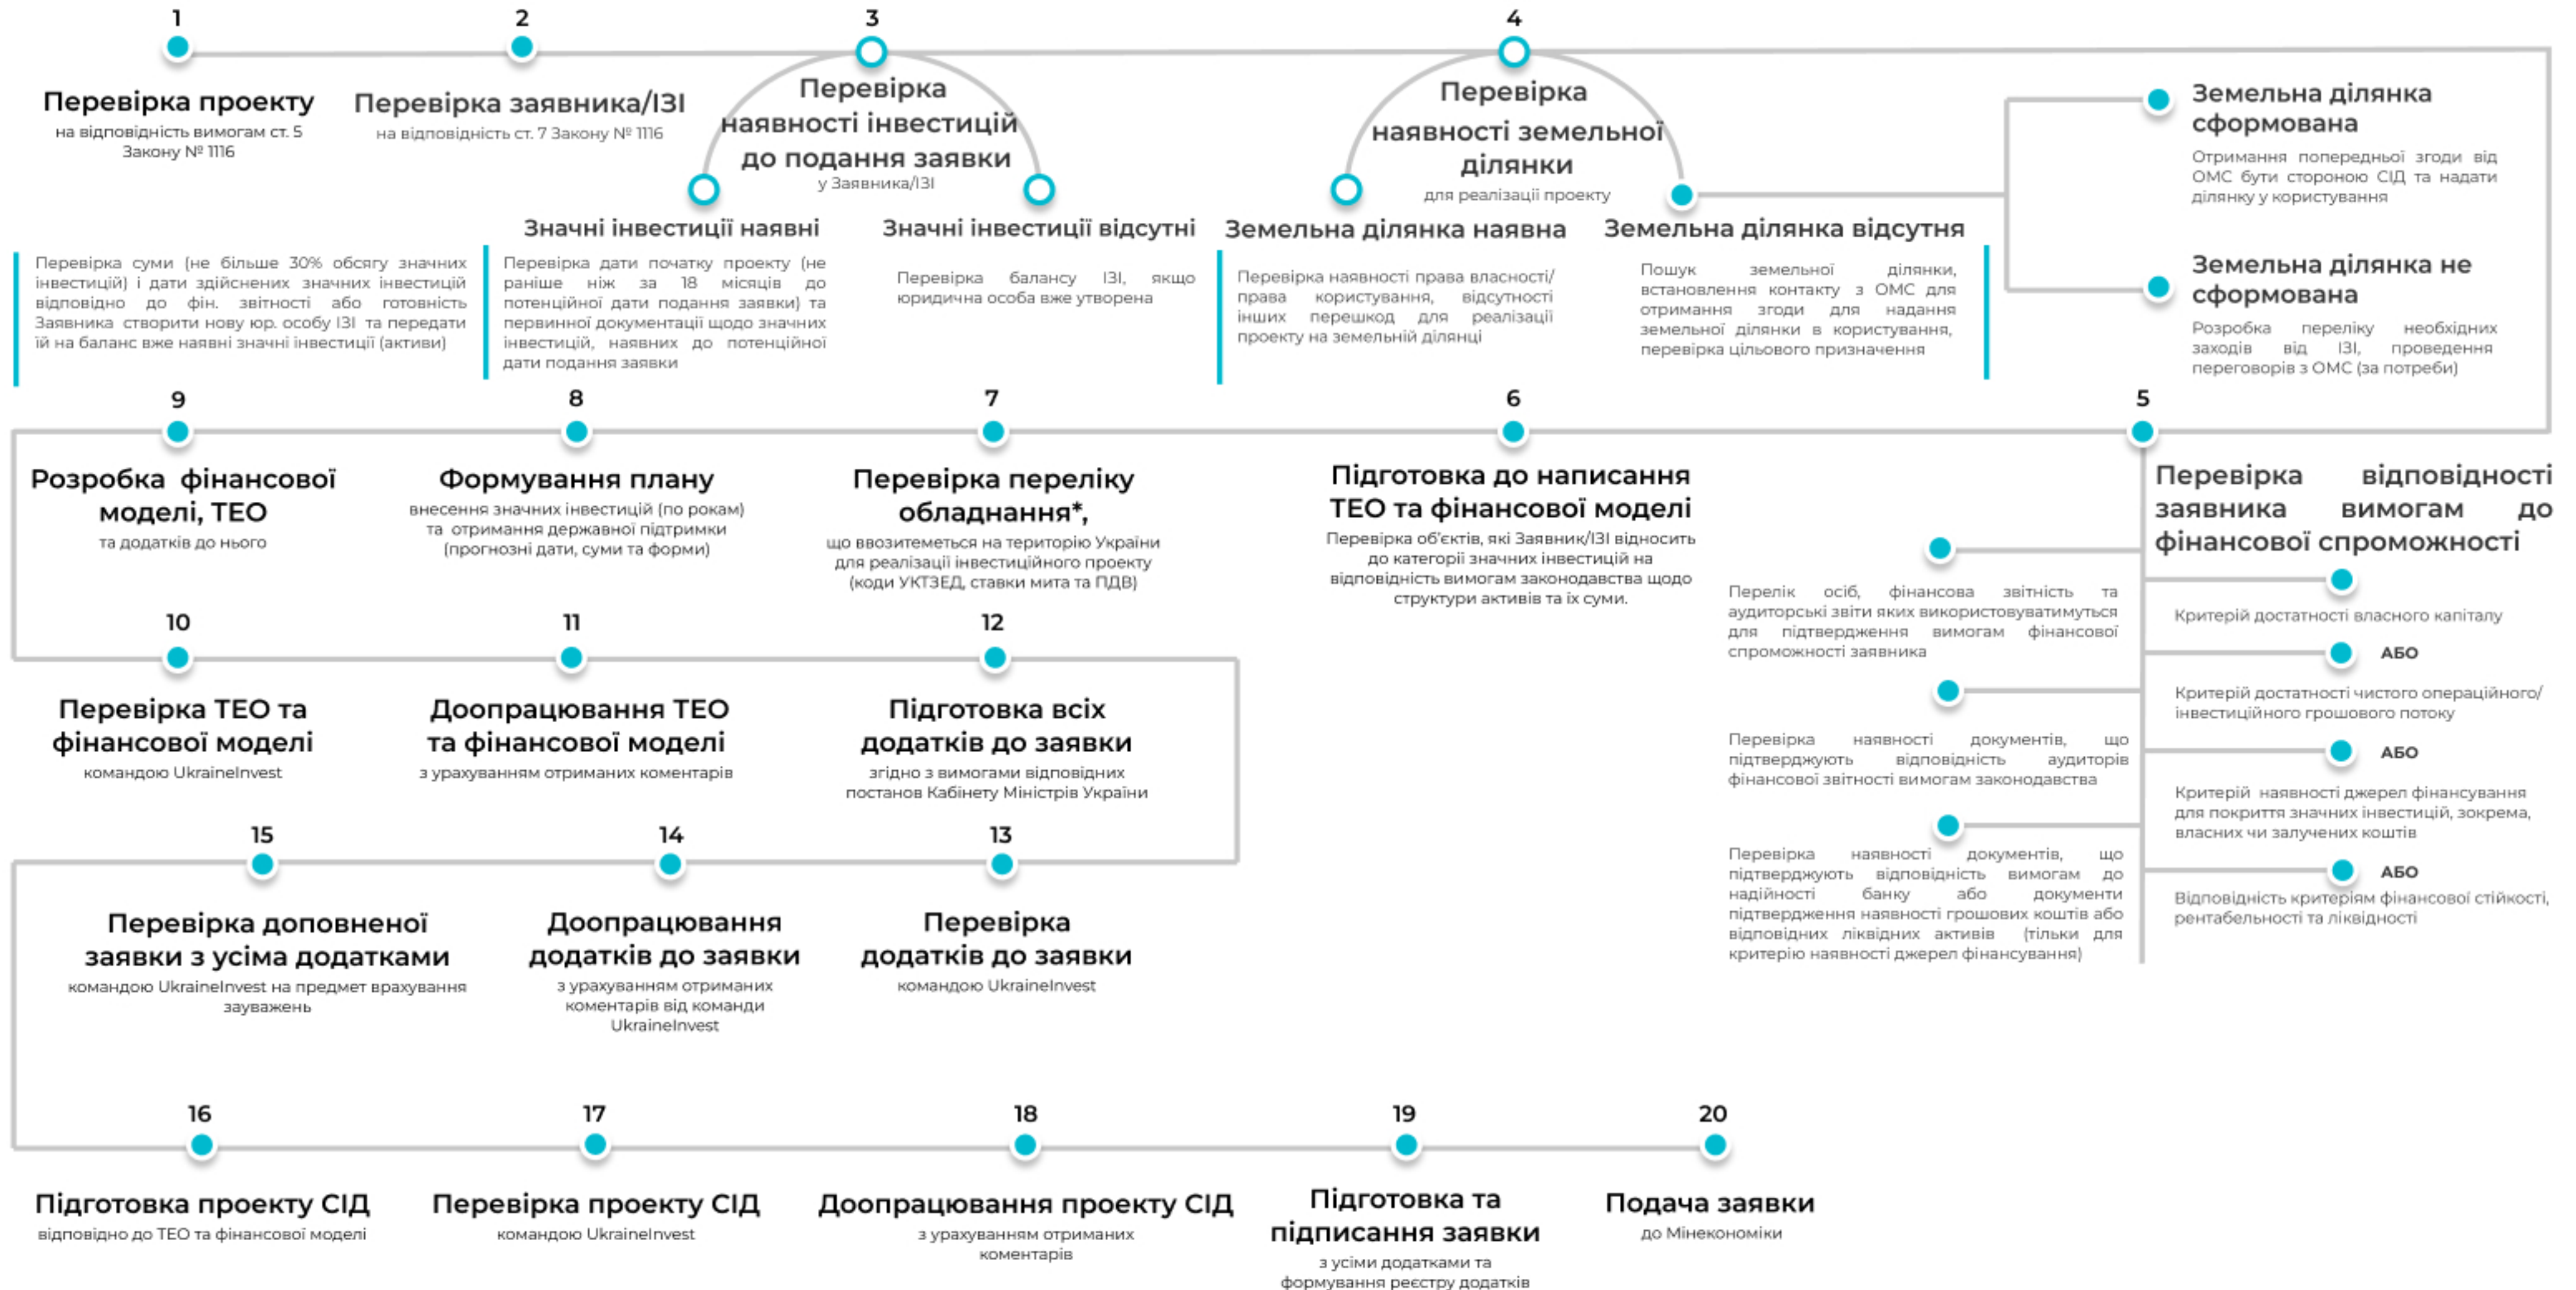 1
Перевірка проекту
на відповідність вимогам ст. 5
Закону № 1116
2
Перевірка заявника/ІЗІ
на відповідність ст. 7 Закону № 1116
3
Перевірка
наявності інвестицій
до подання заявки
у Заявника/ІЗІ
Значні інвестиції наявні
Перевірка суми (не більше 30% обсягу значних
інвестицій) і дати здійснених значних інвестицій
відповідно до фін. звітності або готовність
Заявника створити нову юр. особу ІЗІ та передати
їй на баланс вже наявні значні інвестиції (активи)
Перевірка дати початку проекту (не
раніше ніж за 18 місяців до
потенційної дати подання заявки) та
первинної документації щодо значних
інвестицій, наявних до потенційної
дати подання заявки
Значні інвестиції відсутні
Перевірка балансу ІЗІ, якщо
юридична особа вже утворена
4
Перевірка
наявності земельної
ділянки
для реалізації проекту
Земельна ділянка наявна
Перевірка наявності права власності/
права користування, відсутності
інших перешкод для реалізації
проекту на земельній ділянці
Земельна ділянка відсутня
Пошук земельної ділянки,
встановлення контакту з ОМС для
отримання згоди для надання
земельної ділянки в користування,
перевірка цільового призначення
Земельна ділянка
сформована
Отримання попередньої згоди від
ОМС бути стороною СІД та надати
ділянку у користування
Земельна ділянка не
сформована
Розробка переліку необхідних
заходів від ІЗІ, проведення
переговорів з ОМС (за потреби)
5
Перевірка відповідності
заявника вимогам до
фінансової спроможності
Перелік осіб, фінансова звітність та
аудиторські звіти яких використовуватимуться
для підтвердження вимогам фінансової
спроможності заявника
Перевірка наявності документів, що
підтверджують відповідність аудиторів
фінансової звітності вимогам законодавства
Перевірка наявності документів, що
підтверджують відповідність вимогам до
надійності банку або документи
підтвердження наявності грошових коштів або
відповідних ліквідних активів (тільки для
критерію наявності джерел фінансування)
Критерій достатності власного капіталу
АБО
Критерій достатності чистого операційного/
інвестиційного грошового потоку
АБО
Критерій наявності джерел фінансування
для покриття значних інвестицій, зокрема,
власних чи залучених коштів
АБО
Відповідність критеріям фінансової стійкості,
рентабельності та ліквідності
6
Підготовка до написання
ТЕО та фінансової моделі
Перевірка об'єктів, які Заявник/ІЗІ відносить
до категорії значних інвестицій на
відповідність вимогам законодавства щодо
структури активів та їх суми.
7
Перевірка переліку
обладнання*,
що ввозитеметься на територію України
для реалізації інвестиційного проекту
(коди УКТЗЕД, ставки мита та ПДВ)
8
Формування плану
внесення значних інвестицій (по рокам)
та отримання державної підтримки
(прогнозні дати, суми та форми)
9
Розробка фінансової
моделі, ТЕО
та додатків до нього
10
Перевірка ТЕО та
фінансової моделі
командою UkraineInvest
11
Доопрацювання ТЕО
та фінансової моделі
з урахуванням отриманих коментарів
12
Підготовка всіх
додатків до заявки
згідно з вимогами відповідних
постанов Кабінету Міністрів України
13
Перевірка
додатків до заявки
командою UkraineInvest
14
Доопрацювання
додатків до заявки
з урахуванням отриманих
коментарів від команди
UkraineInvest
15
Перевірка доповненої
заявки з усіма додатками
командою UkraineInvest на предмет врахування
зауважень
16
Підготовка проекту СІД
відповідно до ТЕО та фінансової моделі
17
Перевірка проекту СІД
командою UkraineInvest
18
Доопрацювання проекту СІД
з урахуванням отриманих
коментарів
19
Підготовка та
підписання заявки
з усіми додатками та
формування реєстру додатків
20
Подача заявки
до Мінекономіки